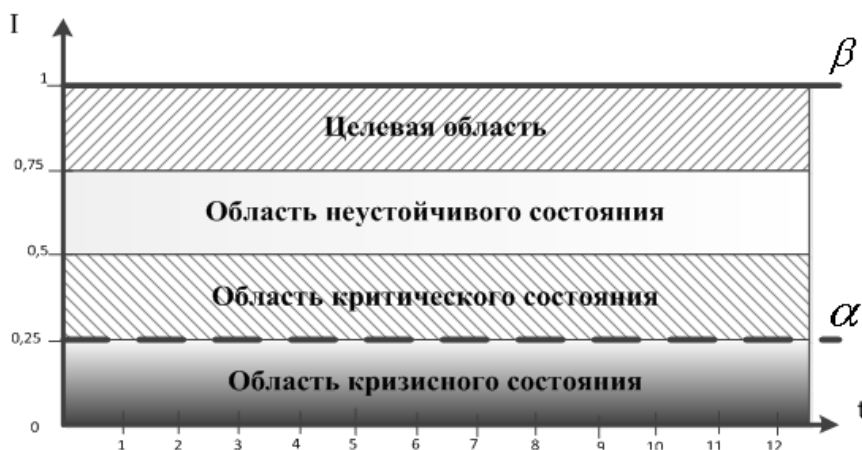 I
β
1
Целевая область
0,75
Область неустойчивого состояния
0,5
Область критического состояния
α
0,25
Область кризисного состояния
t
0
1 2 3 4 5 6 7 8 9 10 11 12